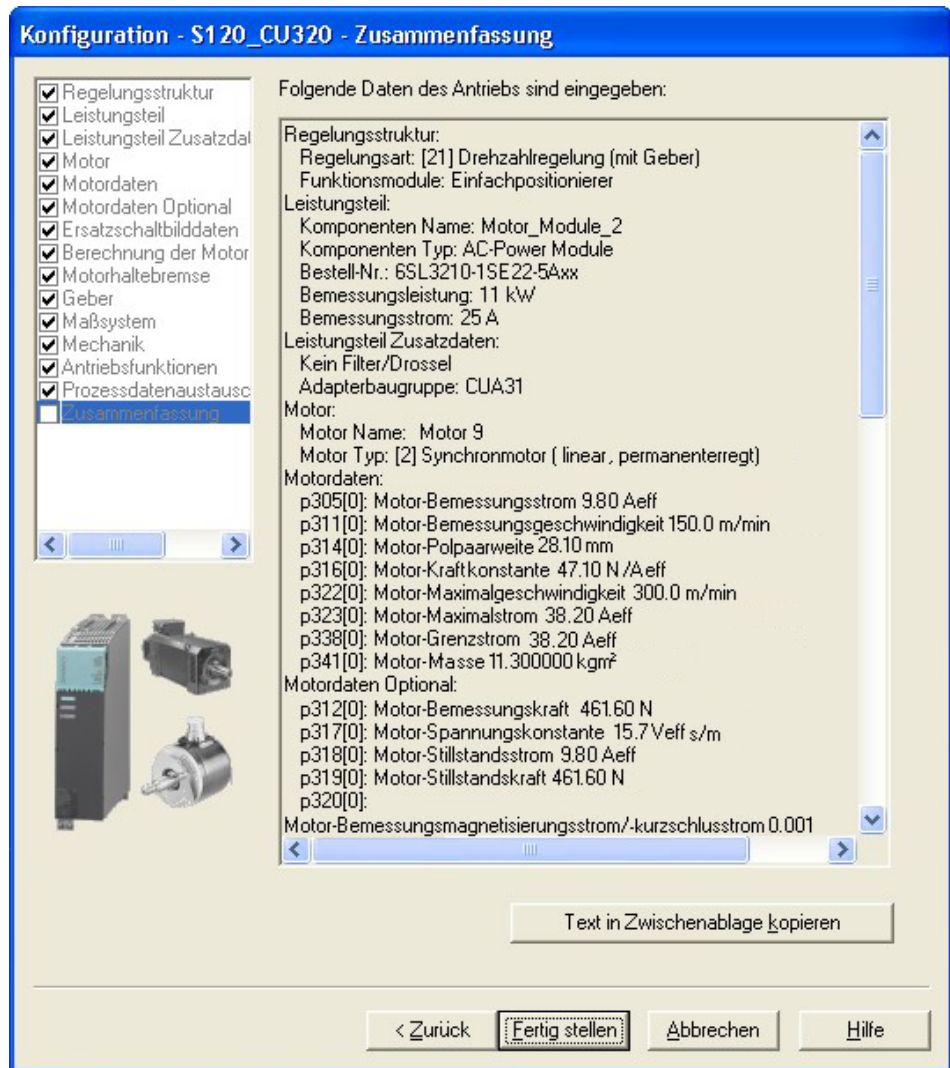 Konfiguration - S120_CU320 - Zusammenfassung
Regelungsstruktur
Leistungsteil
Leistungsteil Zusatzdat
Motor
Motordaten
Motordaten Optional
Ersatzschaltbilddaten
Berechnung der Motor
Motorhaltebremse
Geber
Maßsystem
Mechanik
Antriebsfunktionen
Prozessdatenaustausc
Zusammenfassung
Folgende Daten des Antriebs sind eingegeben:
Regelungsstruktur:
Regelungsart: [21] Drehzahlregelung (mit Geber)
Funktionsmodule: Einfachpositionierer
Leistungsteil:
Komponenten Name: Motor_Module_2
Komponenten Typ: AC-Power Module
Bestell-Nr.: 6SL3210-1SE22-5Axx
Bemessungsleistung: 11 kW
Bemessungsstrom: 25 A
Leistungsteil Zusatzdaten:
Kein Filter/Drossel
Adapterbaugruppe: CUA31
Motor:
Motor Name: Motor 9
Motor Typ: [2] Synchronmotor ( linear, permanenterregt)
Motordaten:
p305[0]: Motor-Bemessungsstrom 9.80 Aeff
p311[0]: Motor-Bemessungsgeschwindigkeit 150.0 m/min
p314[0]: Motor-Polpaarweite 28.10 mm
p316[0]: Motor-Kraftkonstante 47.10 N/Aeff
p322[0]: Motor-Maximalgeschwindigkeit 300.0 m/min
p323[0]: Motor-Maximalstrom 38.20 Aeff
p338[0]: Motor-Grenzstrom 38.20 Aeff
p341[0]: Motor-Masse 11.300000 kgm²
Motordaten Optional:
p312[0]: Motor-Bemessungskraft 461.60 N
p317[0]: Motor-Spannungskonstante 15.7 Veff s/m
p318[0]: Motor-Stillstandsstrom 9.80 Aeff
p319[0]: Motor-Stillstandskraft 461.60 N
p320[0]:
Motor-Bemessungsmagnetisierungsstrom/-kurzschlusstrom 0.001
Text in Zwischenablage kopieren
< Zurück
Fertig stellen
Abbrechen
Hilfe